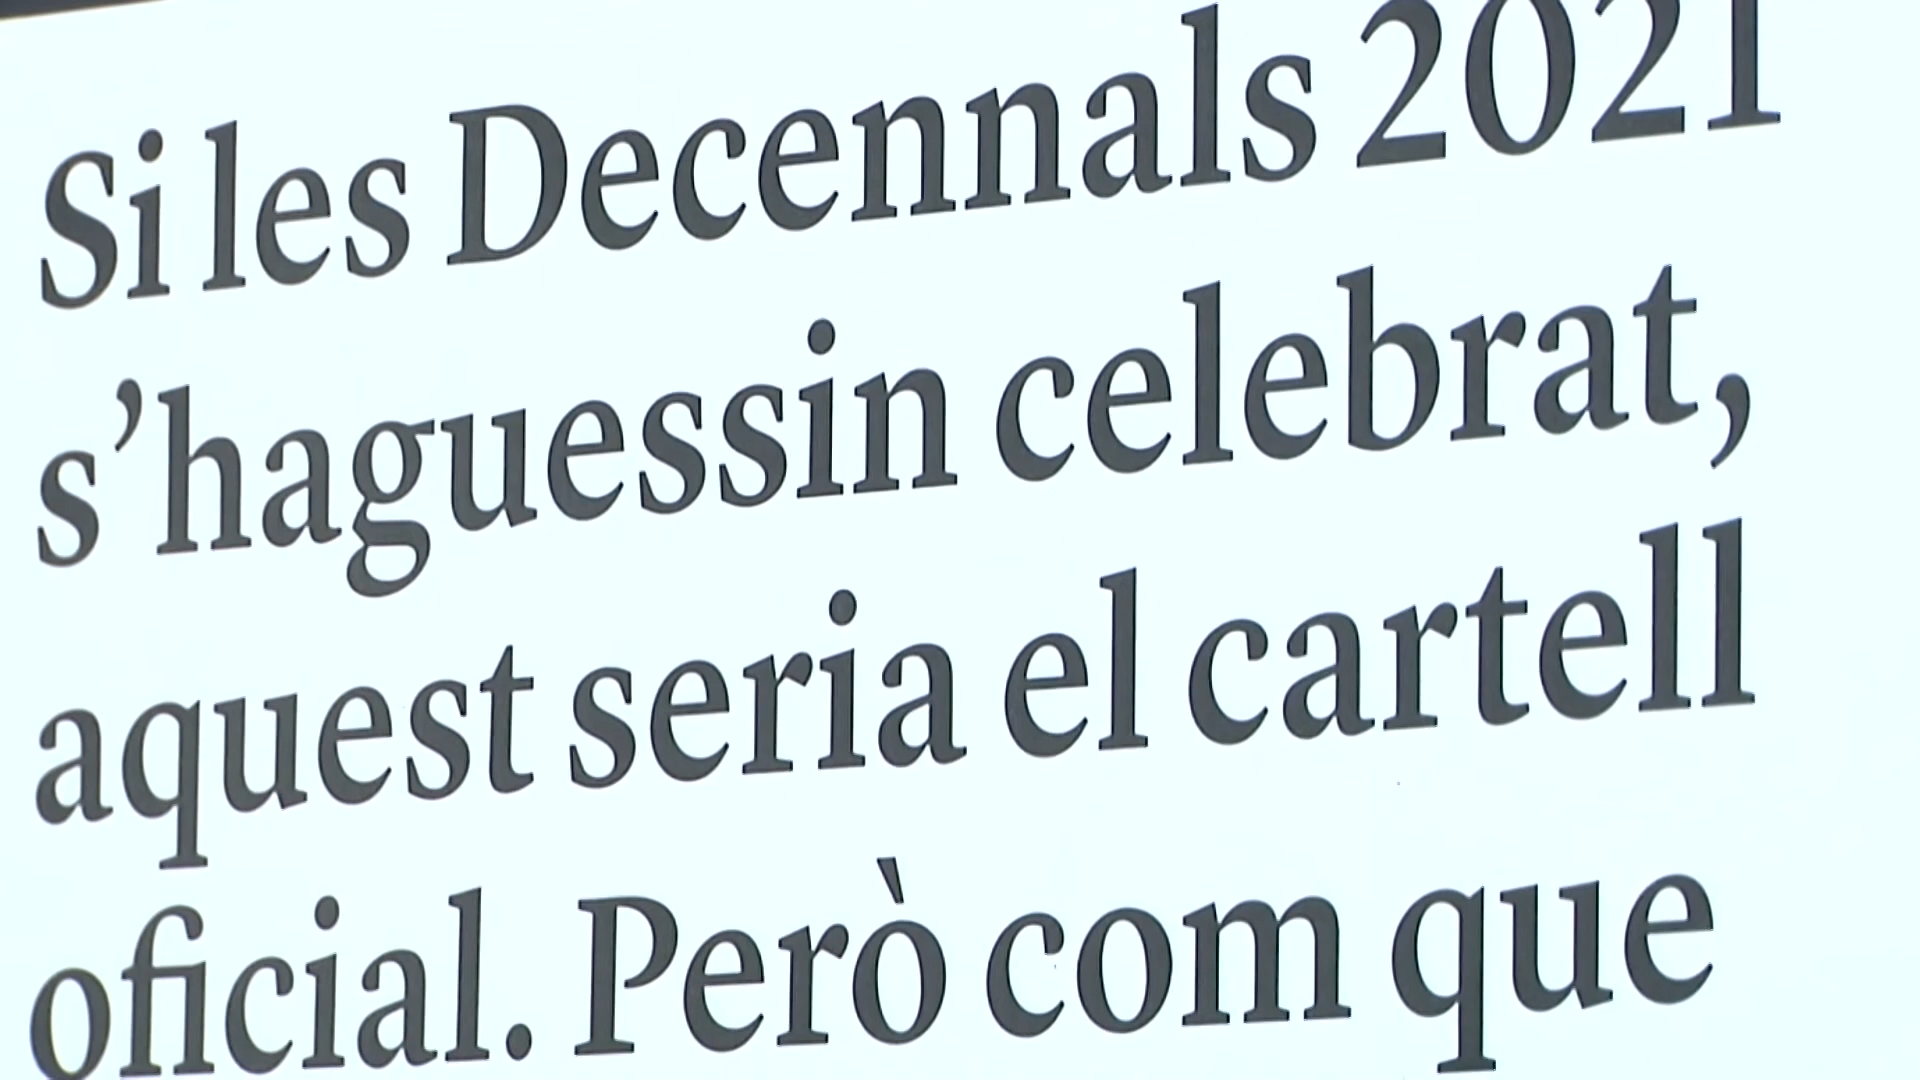 Si les Decennals 2021
s’haguessin celebrat,
aquest seria el cartell
oficial. Però com que